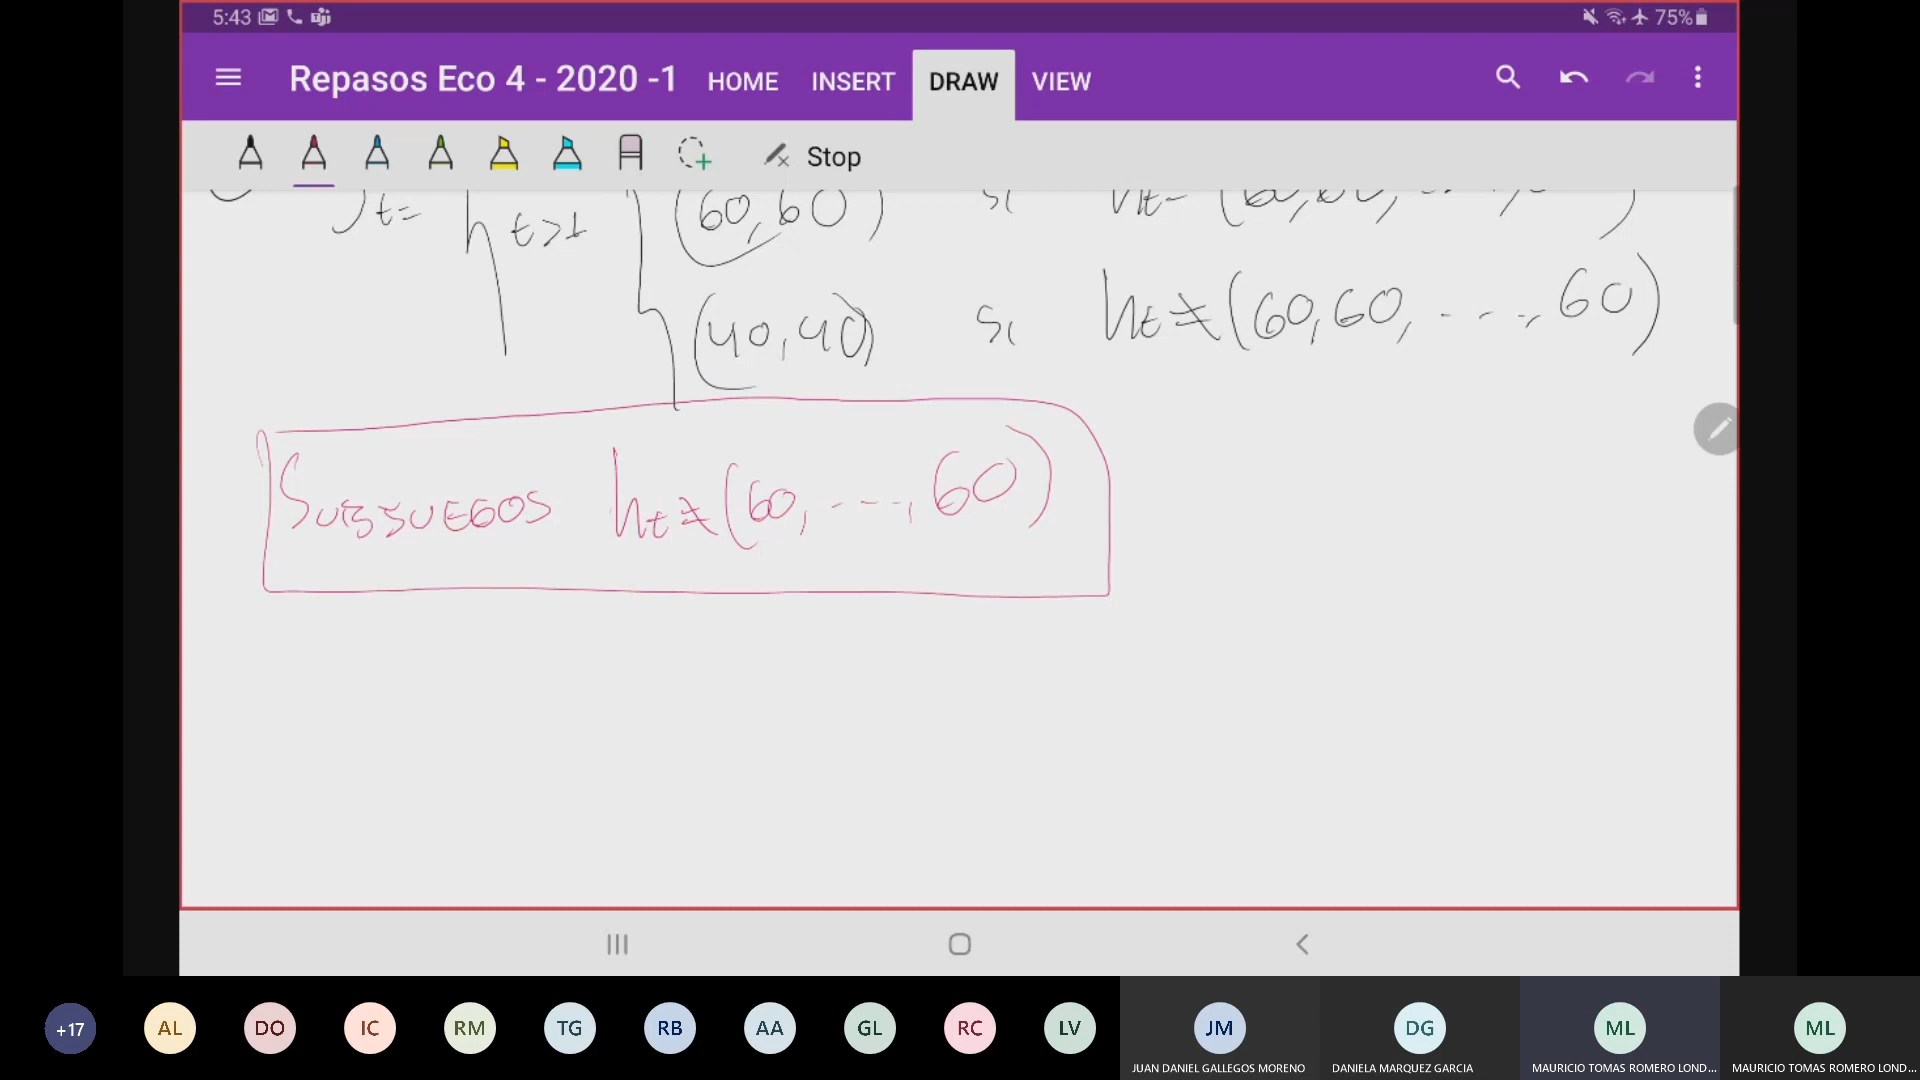 5:43 75%
Repasos Eco 4 - 2020 -1 HOME INSERT DRAW VIEW
Stop
t= t>1 (60,60) si ht=
(40,40) si ht≠(60,60, ...., 60)
SUBJUEGOS ht≠(60, ...., 60)
+17 AL DO IC RM TG RB AA GL RC LV JM DG ML ML
JUAN DANIEL GALLEGOS MORENO DANIELA MARQUEZ GARCIA MAURICIO TOMAS ROMERO LOND... MAURICIO TOMAS ROMERO LOND...